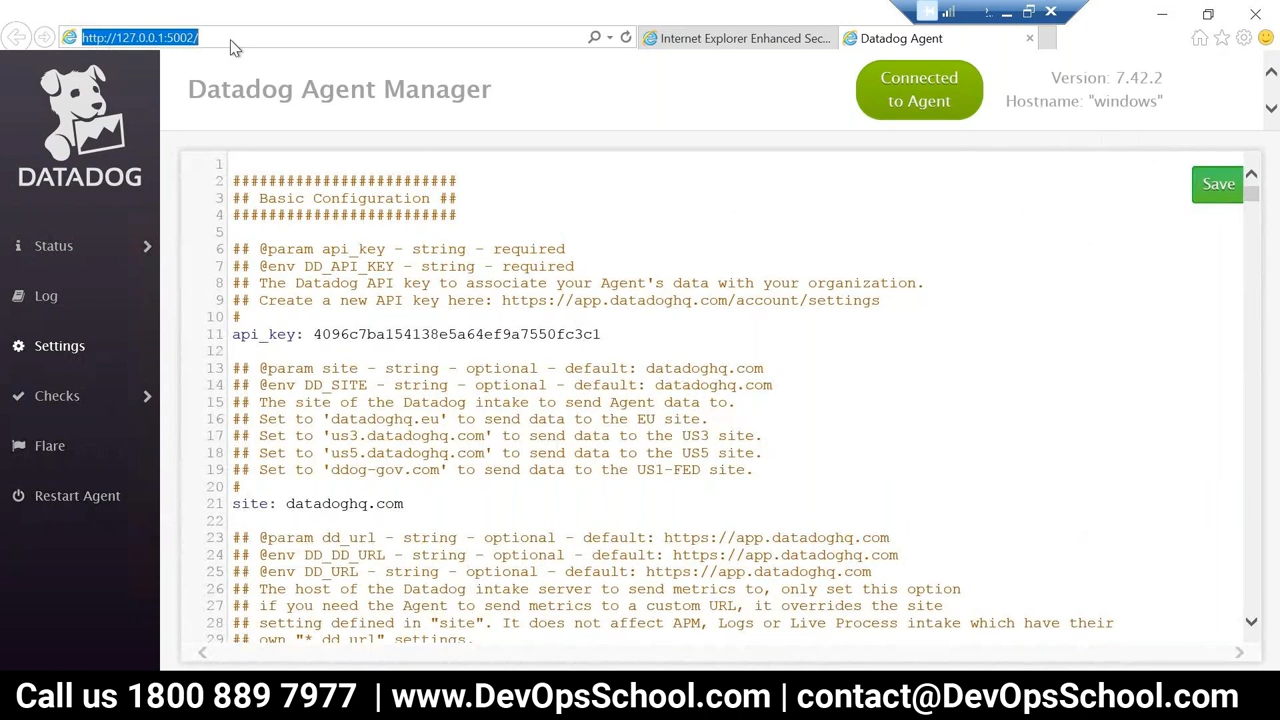 http://127.0.0.1:5002/
Internet Explorer Enhanced Sec...
Datadog Agent
DATADOG
Status
Log
Settings
Checks
Flare
Restart Agent
Datadog Agent Manager
Connected
to Agent
Version: 7.42.2
Hostname: "windows"
Save
1
2 #########################
3 ## Basic Configuration ##
4 #########################
5
6 ## @param api_key - string - required
7 ## @env DD_API_KEY - string - required
8 ## The Datadog API key to associate your Agent's data with your organization.
9 ## Create a new API key here: https://app.datadoghq.com/account/settings
10 #
11 api_key: 4096c7ba154138e5a64ef9a7550fc3c1
12
13 ## @param site - string - optional - default: datadoghq.com
14 ## @env DD_SITE - string - optional - default: datadoghq.com
15 ## The site of the Datadog intake to send Agent data to.
16 ## Set to 'datadoghq.eu' to send data to the EU site.
17 ## Set to 'us3.datadoghq.com' to send data to the US3 site.
18 ## Set to 'us5.datadoghq.com' to send data to the US5 site.
19 ## Set to 'ddog-gov.com' to send data to the US1-FED site.
20 #
21 site: datadoghq.com
22
23 ## @param dd_url - string - optional - default: https://app.datadoghq.com
24 ## @env DD_DD_URL - string - optional - default: https://app.datadoghq.com
25 ## @env DD_URL - string - optional - default: https://app.datadoghq.com
26 ## The host of the Datadog intake server to send metrics to, only set this option
27 ## if you need the Agent to send metrics to a custom URL, it overrides the site
28 ## setting defined in "site". It does not affect APM, Logs or Live Process intake which have their
29 ## own "*_dd_url" settings.
Call us 1800 889 7977 | www.DevOpsSchool.com | contact@DevOpsSchool.com